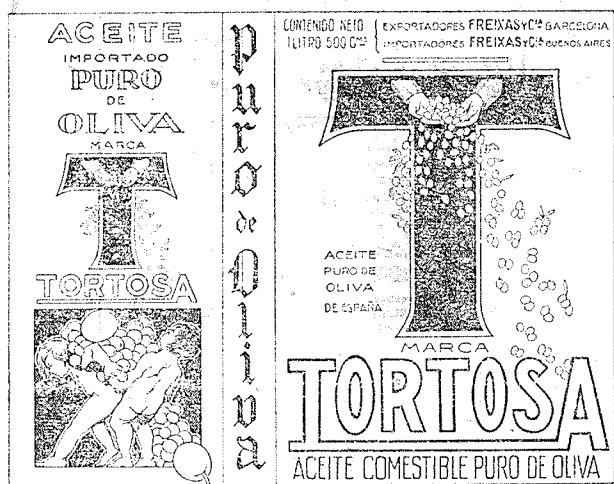 ACEITE
IMPORTADO
PURO
DE
OLIVA
MARCA
T
TORTOSA
Puro de Oliva
CONTENIDO NETO
1 LITRO 500 Gms
EXPORTADORES FREIXAS Y Cia BARCELONA
IMPORTADORES FREIXAS Y Cia BUENOS AIRES
T
ACEITE
PURO DE
OLIVA
DE ESPAÑA
MARCA
TORTOSA
ACEITE COMESTIBLE PURO DE OLIVA